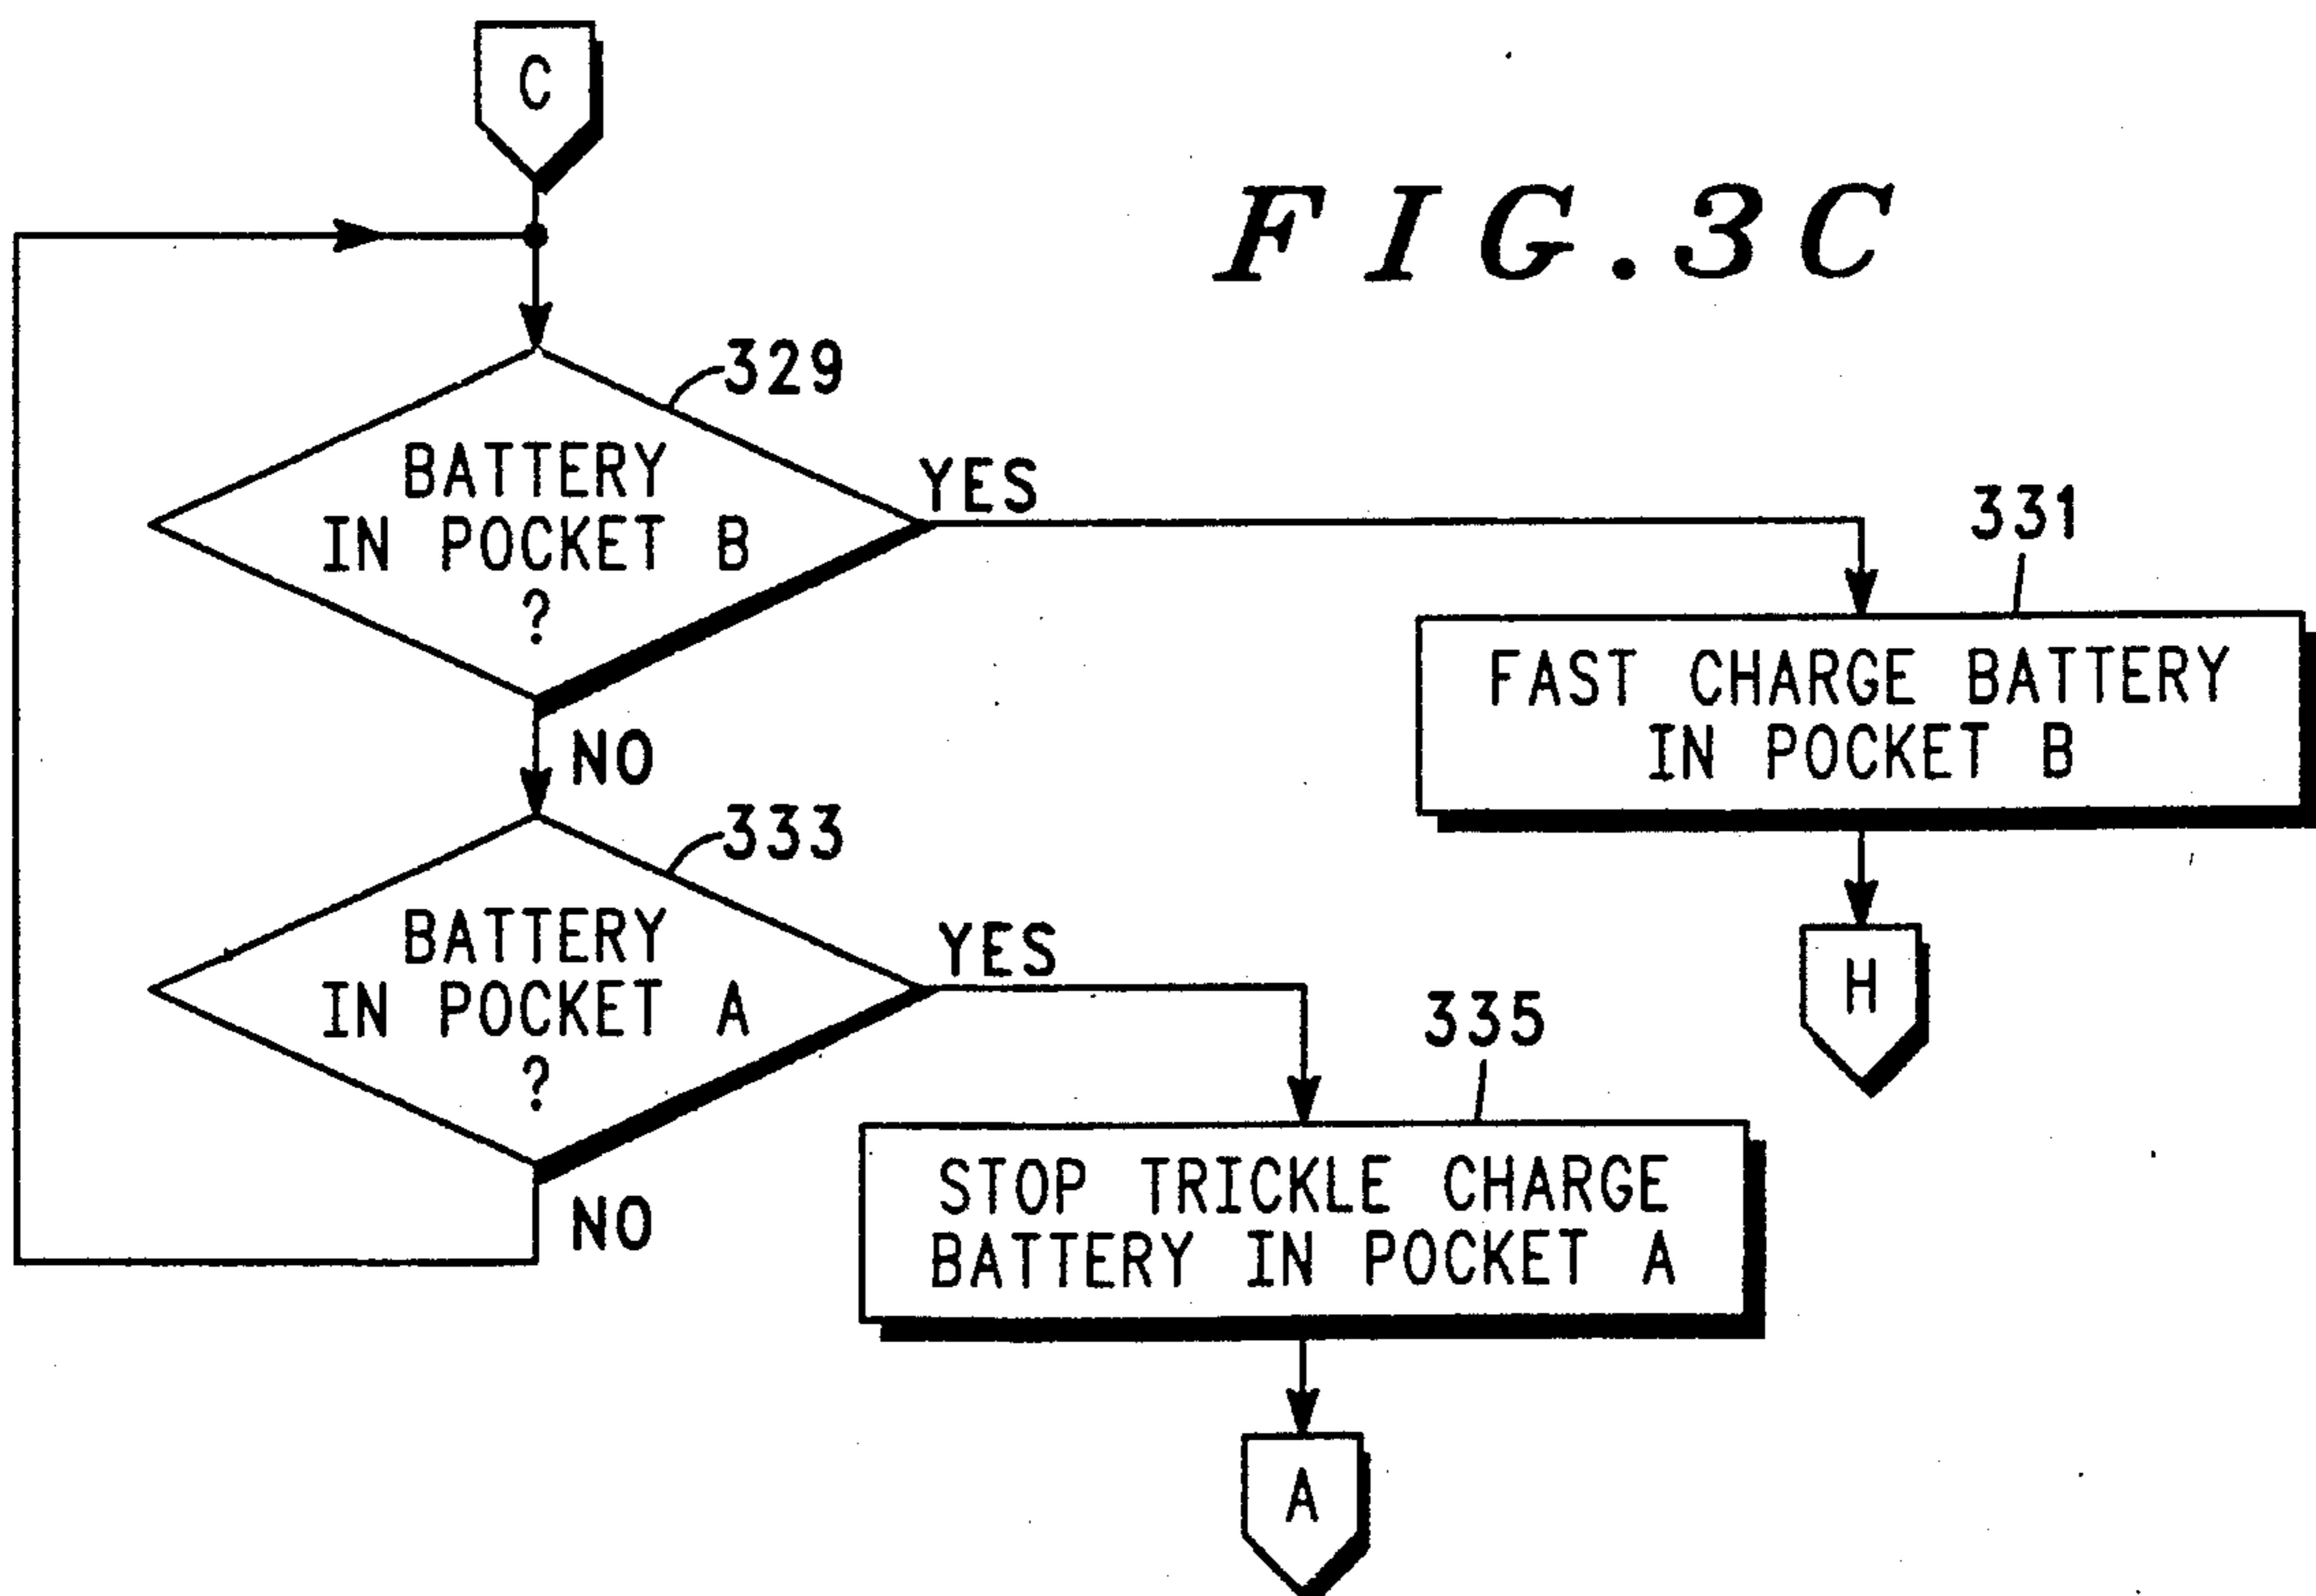 C
FIG.3C
329
BATTERY
IN POCKET B
?
YES
331
FAST CHARGE BATTERY
IN POCKET B
NO
333
BATTERY
IN POCKET A
?
YES
H
335
STOP TRICKLE CHARGE
BATTERY IN POCKET A
NO
A